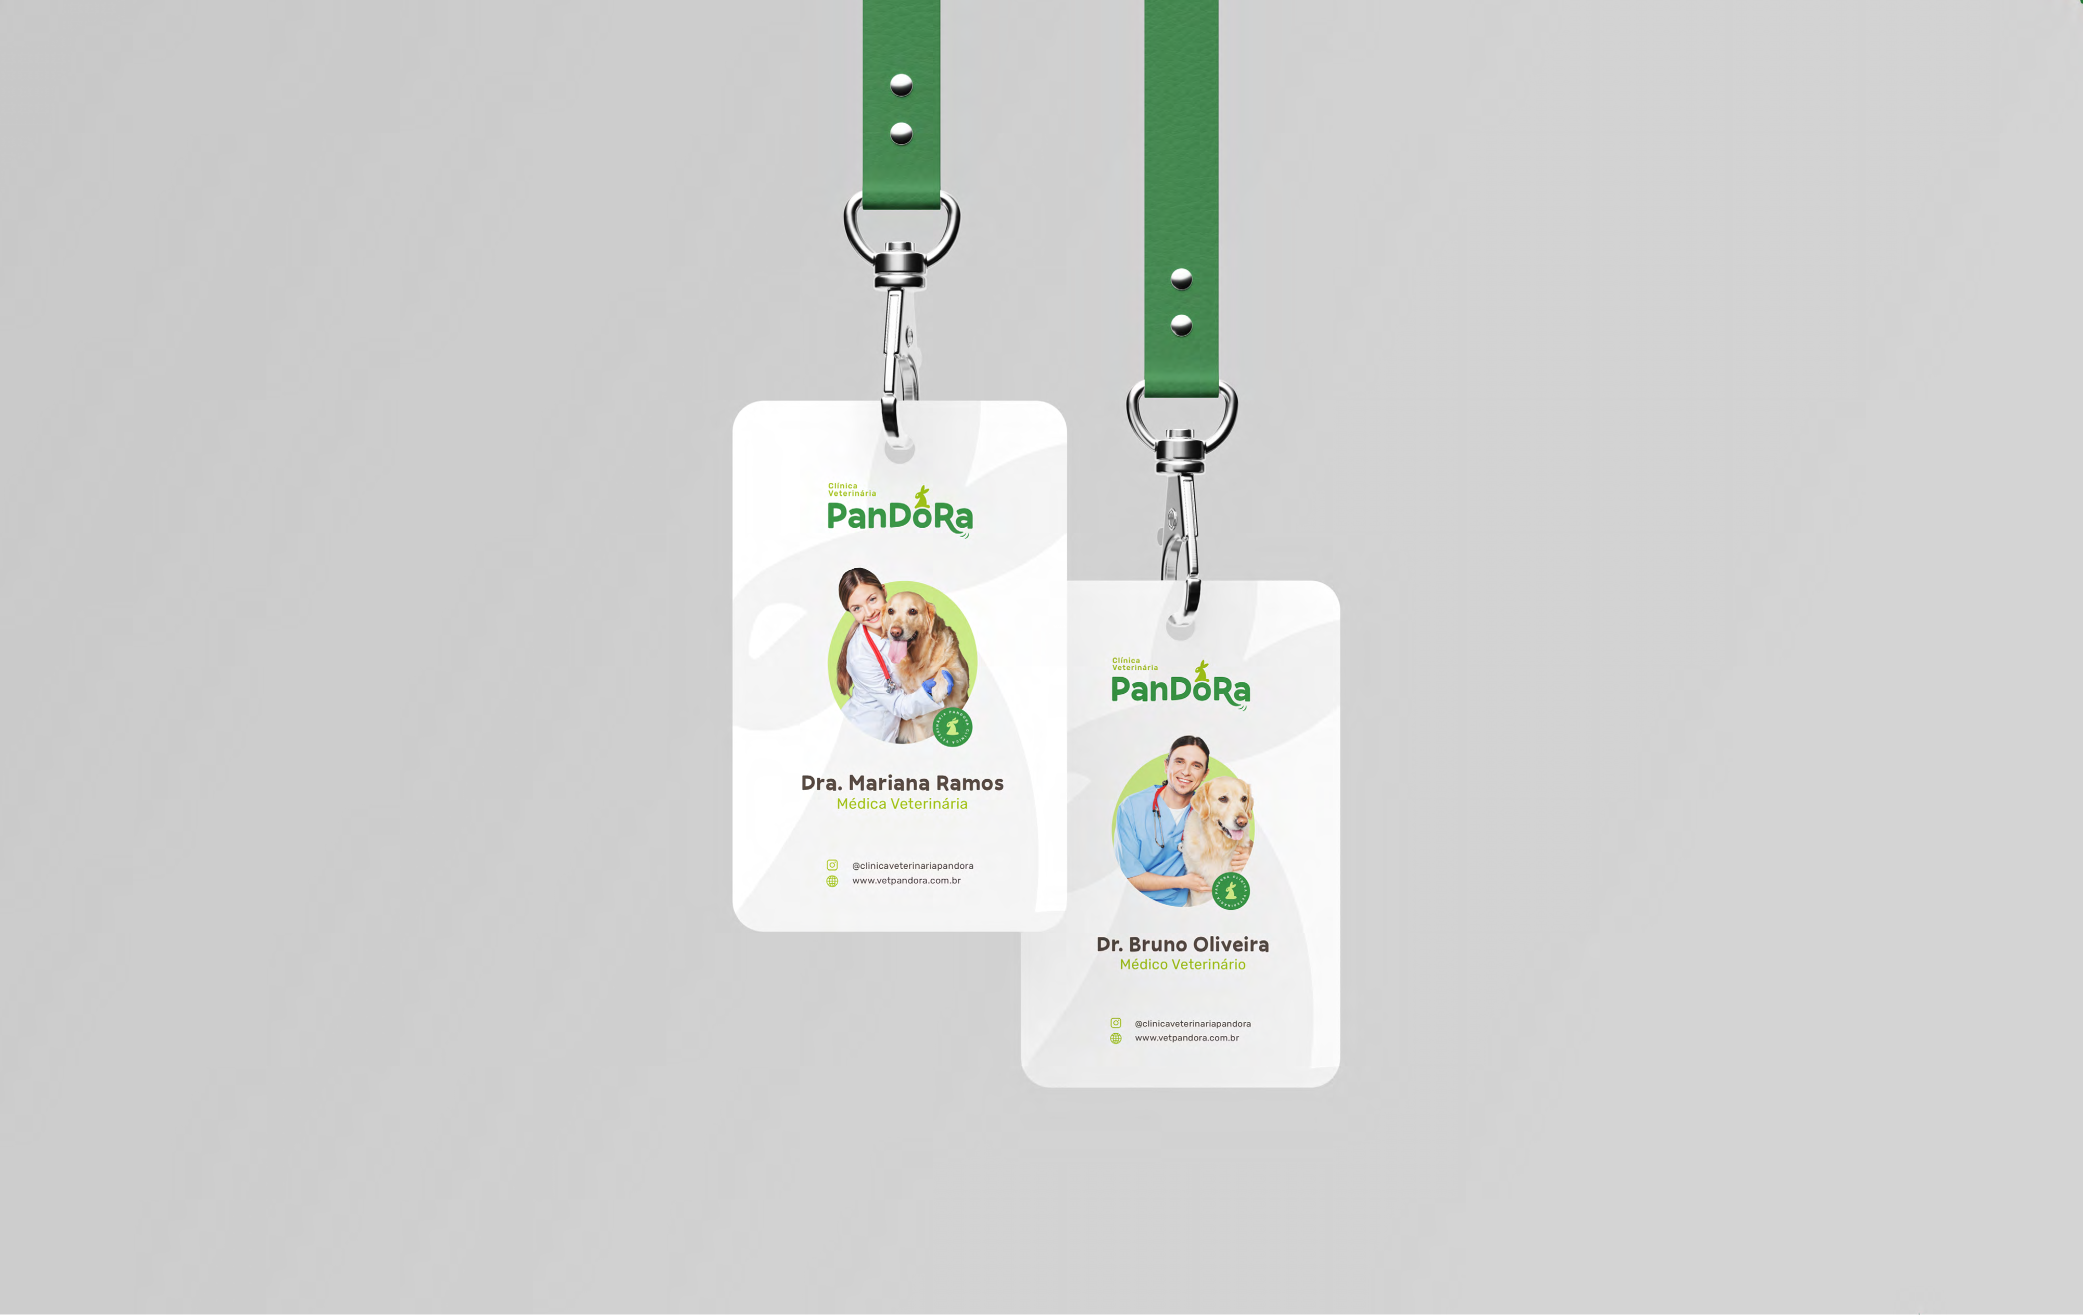 Clínica
Veterinária
PanDoRa
Dra. Mariana Ramos
Médica Veterinária
@clinicaveterinariapandora
www.vetpandora.com.br
Clínica
Veterinária
PanDoRa
Dr. Bruno Oliveira
Médico Veterinário
@clinicaveterinariapandora
www.vetpandora.com.br